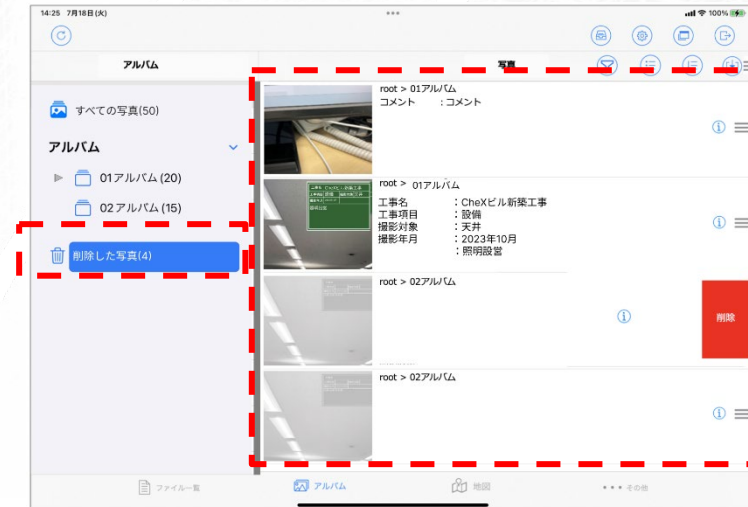 14:25 7月18日(火)
100%
アルバム
写真
すべての写真(50)
アルバム
01アルバム (20)
02アルバム (15)
削除した写真(4)
root > 01アルバム
コメント :コメント
root > 01アルバム
工事名 :CheXビル新築工事
工事項目 :設備
撮影対象 :天井
撮影年月 :2023年10月
:照明設営
root > 02アルバム
削除
root > 02アルバム
ファイル一覧
アルバム
地図
その他